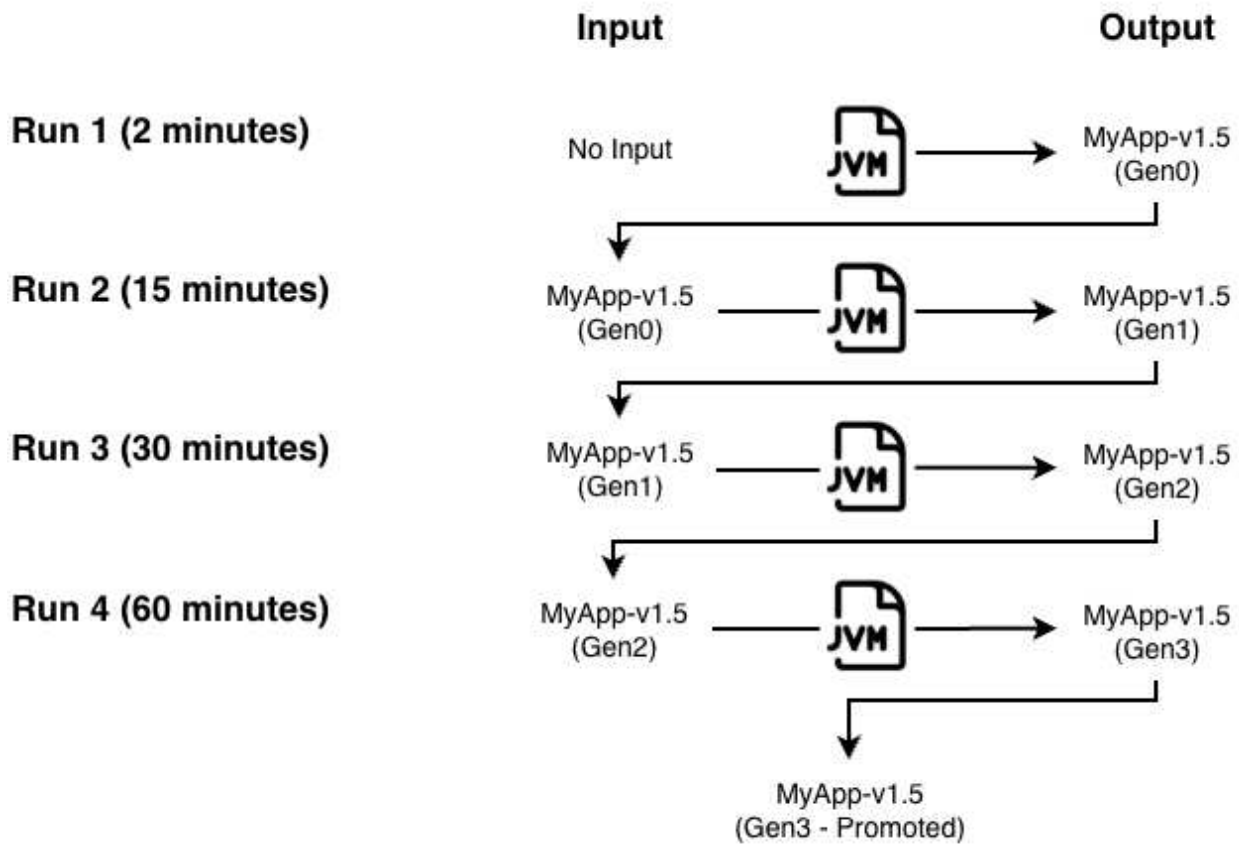 Input
Output
Run 1 (2 minutes)
No Input
JVM
MyApp-v1.5
(Gen0)
Run 2 (15 minutes)
MyApp-v1.5
(Gen0)
JVM
MyApp-v1.5
(Gen1)
Run 3 (30 minutes)
MyApp-v1.5
(Gen1)
JVM
MyApp-v1.5
(Gen2)
Run 4 (60 minutes)
MyApp-v1.5
(Gen2)
JVM
MyApp-v1.5
(Gen3)
MyApp-v1.5
(Gen3 - Promoted)